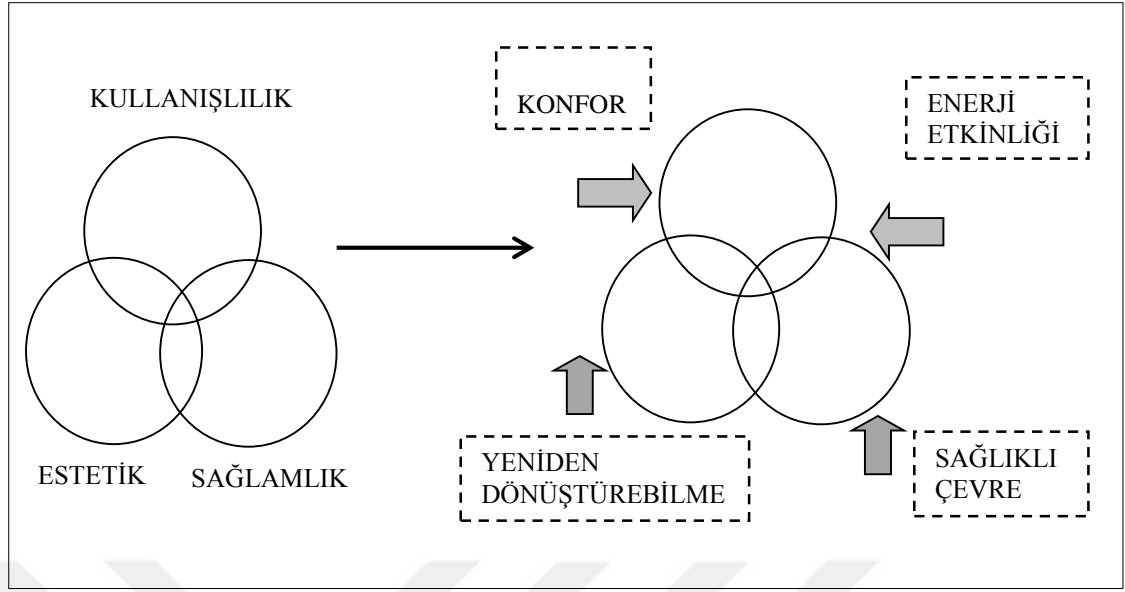 KULLANIŞLILIK
ESTETİK
SAĞLAMLIK
KONFOR
ENERJİ
ETKİNLİĞİ
YENİDEN
DÖNÜŞTÜREBİLME
SAĞLIKLI
ÇEVRE